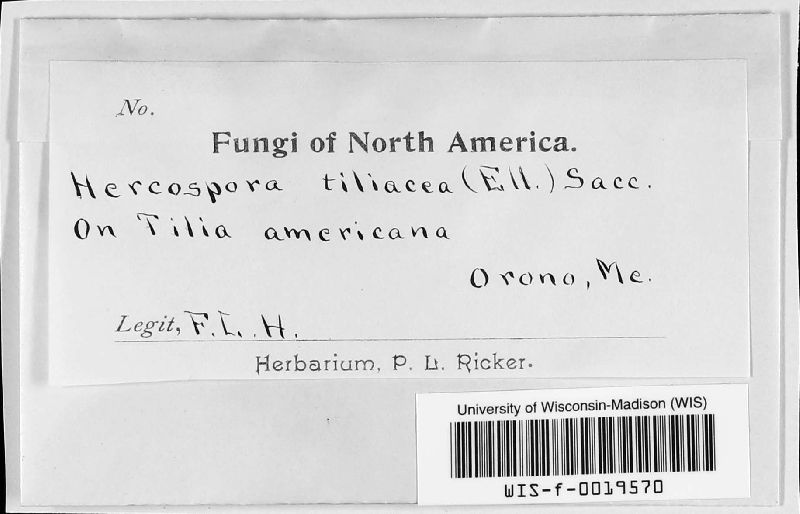 No.
Fungi of North America.
Hercospora tiliacea (Ell.) Sacc.
On Tilia americana
Orono, Me.
Legit, F. L. H.
Herbarium, P. L. Ricker.
University of Wisconsin-Madison (WIS)
WIS-f-0019570